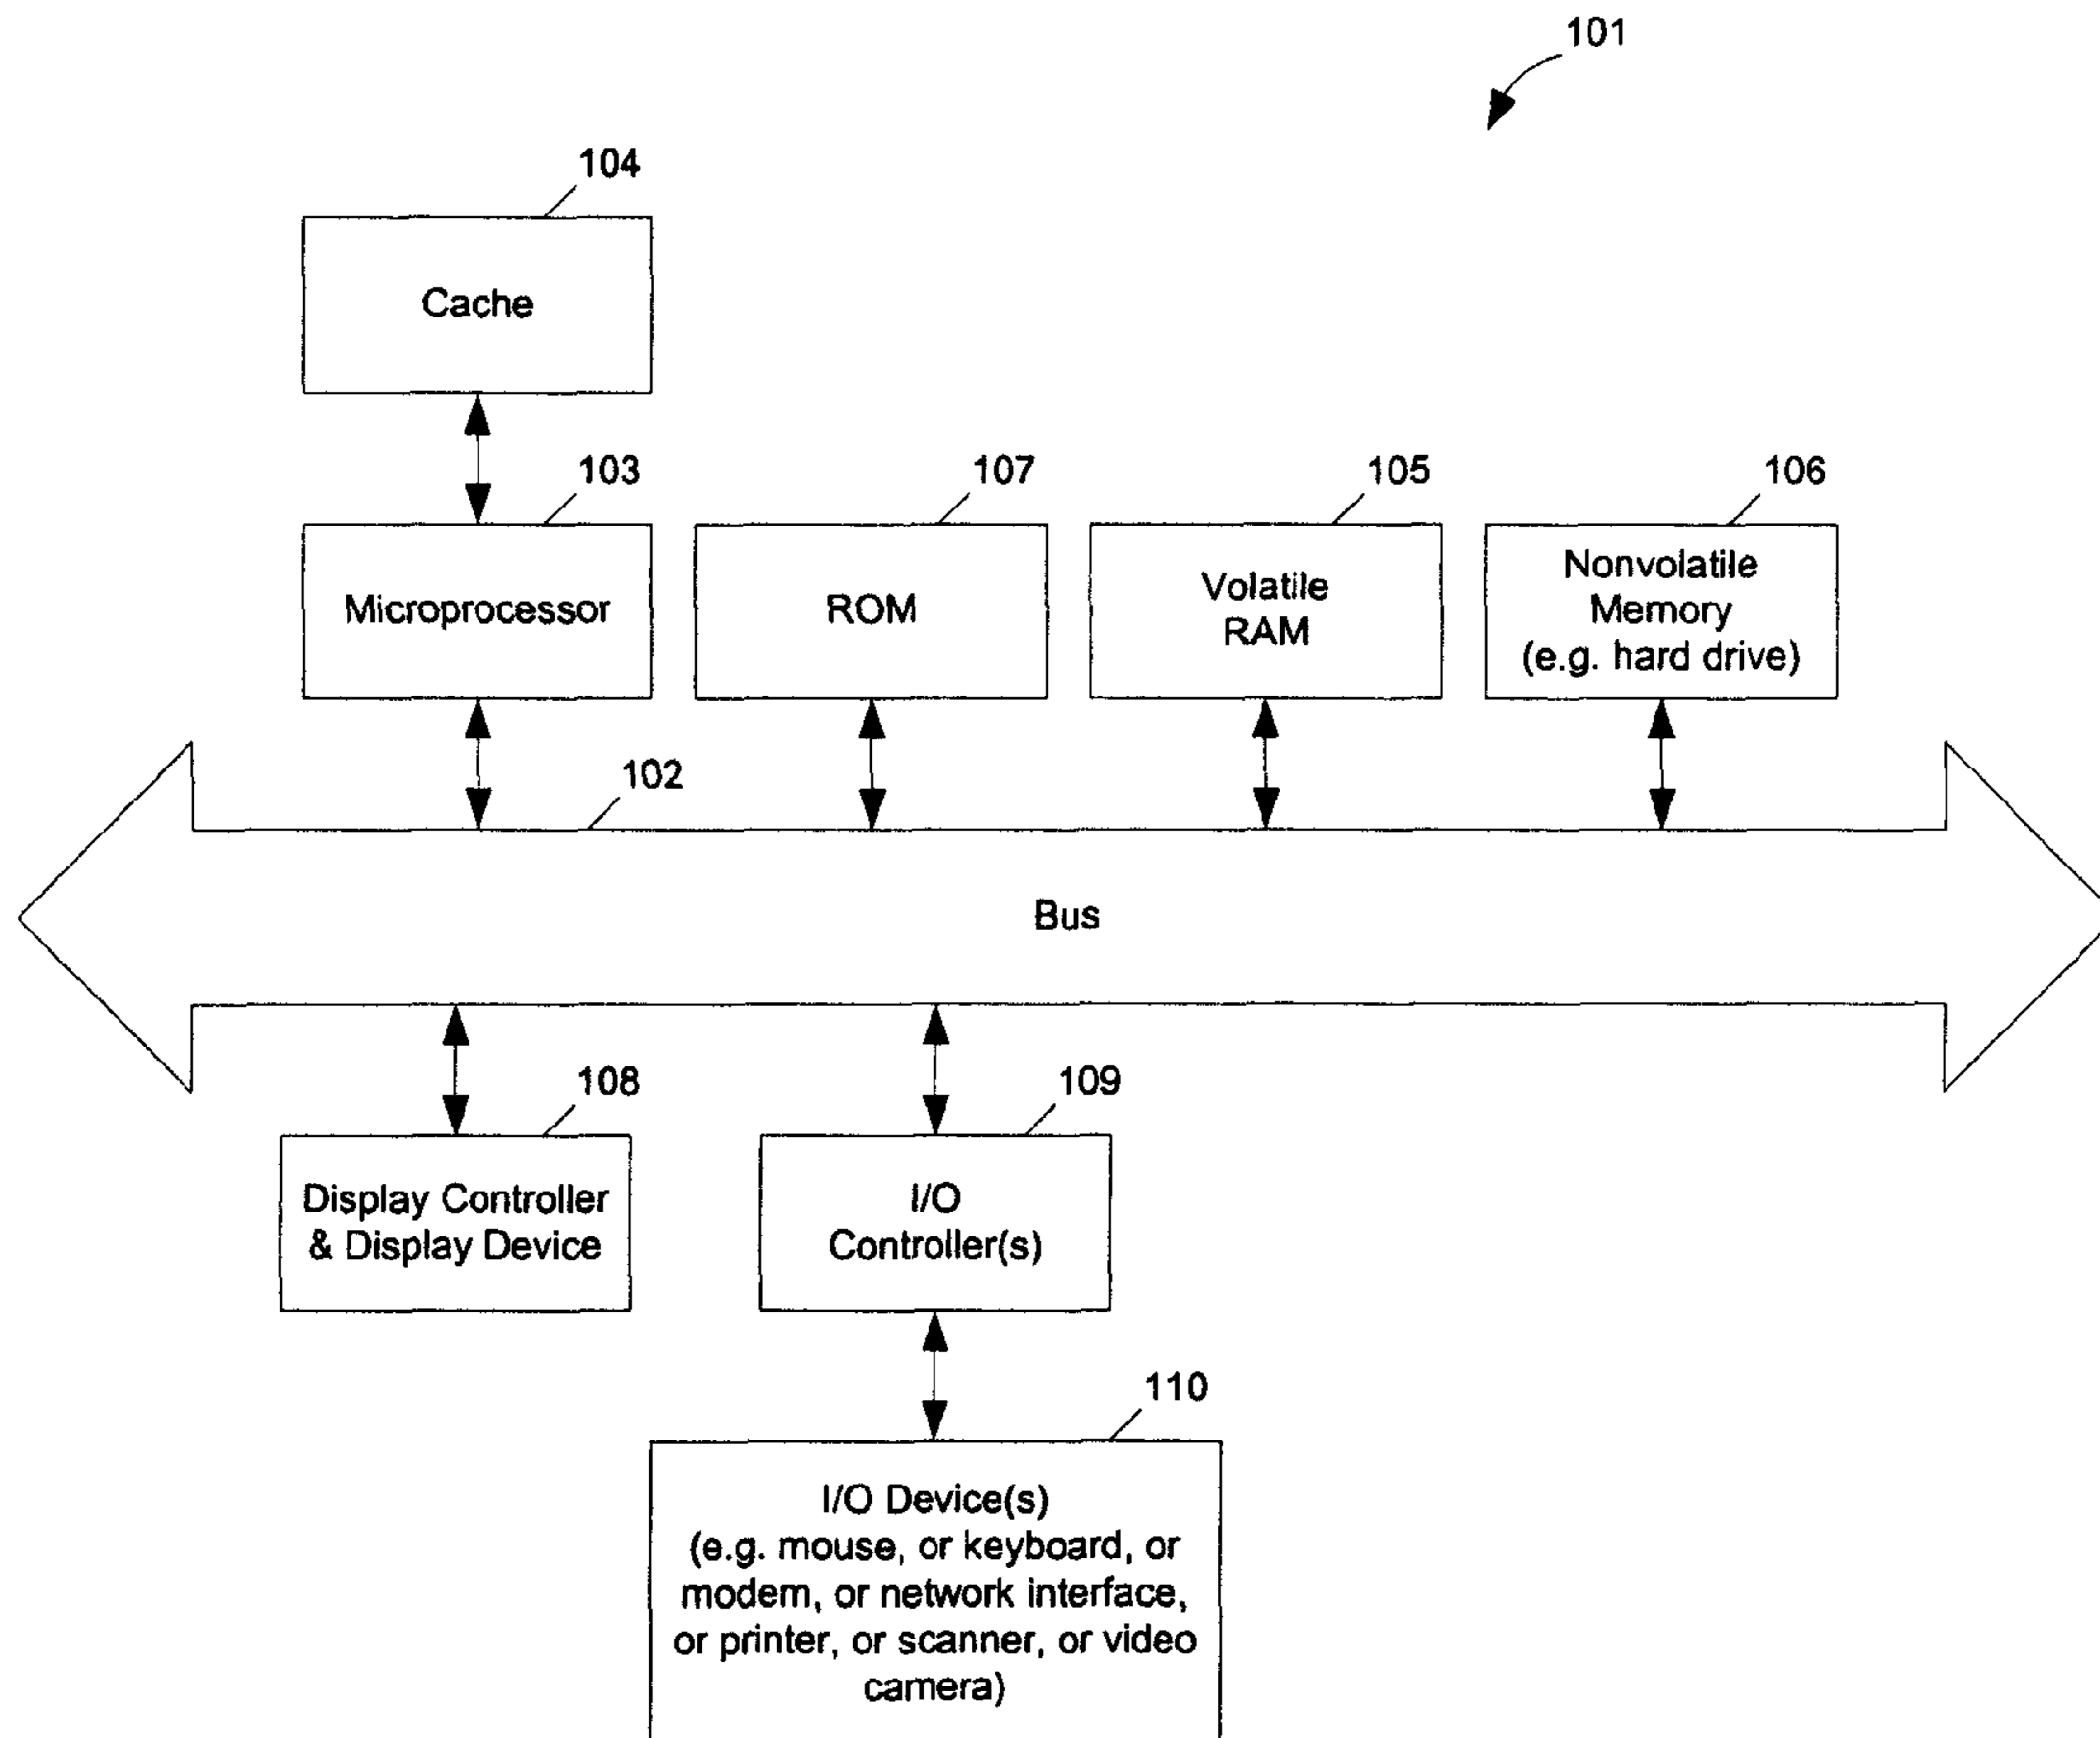 101
104
Cache
103
107
105
106
Microprocessor
ROM
Volatile
RAM
Nonvolatile
Memory
(e.g. hard drive)
102
Bus
108
109
Display Controller
& Display Device
I/O
Controller(s)
110
I/O Device(s)
(e.g. mouse, or keyboard, or
modem, or network interface,
or printer, or scanner, or video
camera)